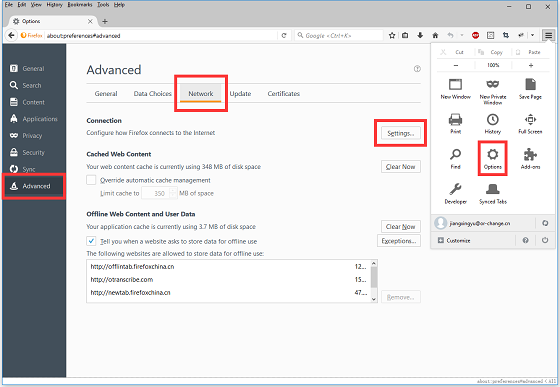 File Edit View History Bookmarks Tools Help
Options
Firefox about:preferences#advanced
Google <Ctrl+K>
General
Search
Content
Applications
Privacy
Security
Sync
Advanced
Advanced
General Data Choices Network Update Certificates
Connection
Configure how Firefox connects to the Internet
Settings...
Cached Web Content
Your web content cache is currently using 348 MB of disk space
Clear Now
Override automatic cache management
Limit cache to 350 MB of space
Offline Web Content and User Data
Your application cache is currently using 3.7 MB of disk space
Clear Now
Tell you when a website asks to store data for offline use
Exceptions...
The following websites are allowed to store data for offline use:
http://offlintab.firefoxchina.cn 12...
http://otranscribe.com 15...
http://newtab.firefoxchina.cn 47....
Remove...
Cut Copy Paste
100%
New Window New Private Window Save Page
Print History Full Screen
Find Options Add-ons
Developer Synced Tabs
jiangxingyu@or-change.cn
Customize
about:preferences#advanced
(All